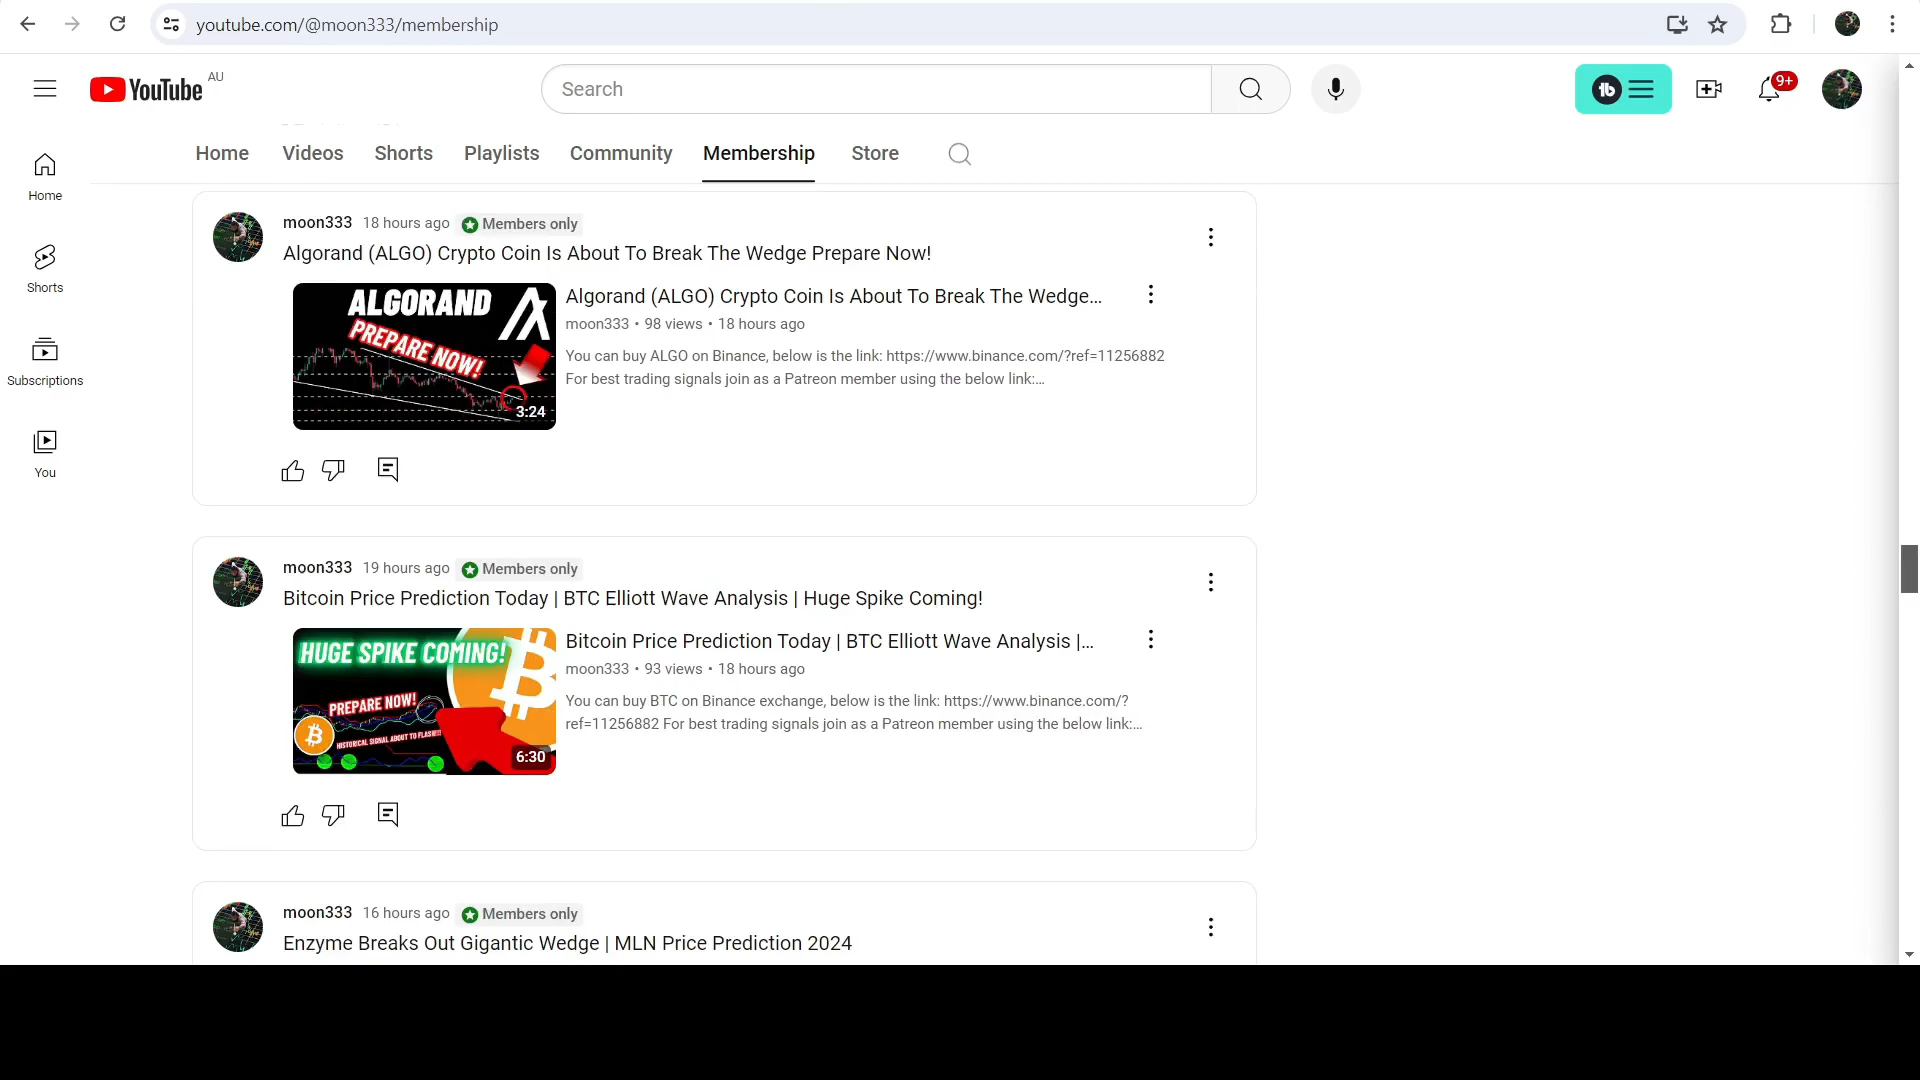 youtube.com/@moon333/membership
YouTube AU
Search
9+
Home
Videos
Shorts
Playlists
Community
Membership
Store
Home
Shorts
Subscriptions
You
moon333 18 hours ago Members only
Algorand (ALGO) Crypto Coin Is About To Break The Wedge Prepare Now!
ALGORAND
PREPARE NOW!
3:24
Algorand (ALGO) Crypto Coin Is About To Break The Wedge...
moon333 • 98 views • 18 hours ago
You can buy ALGO on Binance, below is the link: https://www.binance.com/?ref=11256882
For best trading signals join as a Patreon member using the below link:...
moon333 19 hours ago Members only
Bitcoin Price Prediction Today | BTC Elliott Wave Analysis | Huge Spike Coming!
HUGE SPIKE COMING!
PREPARE NOW!
HISTORICAL SIGNAL ABOUT TO FLASH!!!
6:30
Bitcoin Price Prediction Today | BTC Elliott Wave Analysis |...
moon333 • 93 views • 18 hours ago
You can buy BTC on Binance exchange, below is the link: https://www.binance.com/?
ref=11256882 For best trading signals join as a Patreon member using the below link:...
moon333 16 hours ago Members only
Enzyme Breaks Out Gigantic Wedge | MLN Price Prediction 2024